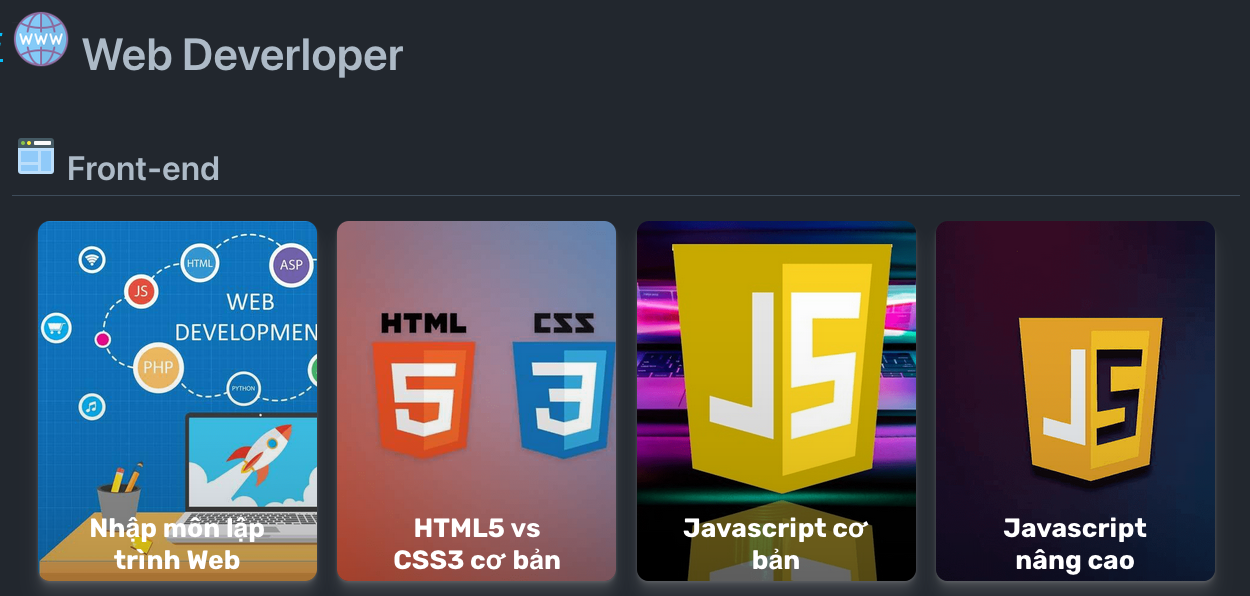 WWW
Web Deverloper
Front-end
HTML
ASP
JS
WEB
DEVELOPMEN
PHP
PYTHON
Nhập môn lập
trình Web
HTML
CSS
5
3
HTML5 vs
CSS3 cơ bản
JS
Javascript cơ
bản
JS
Javascript
nâng cao